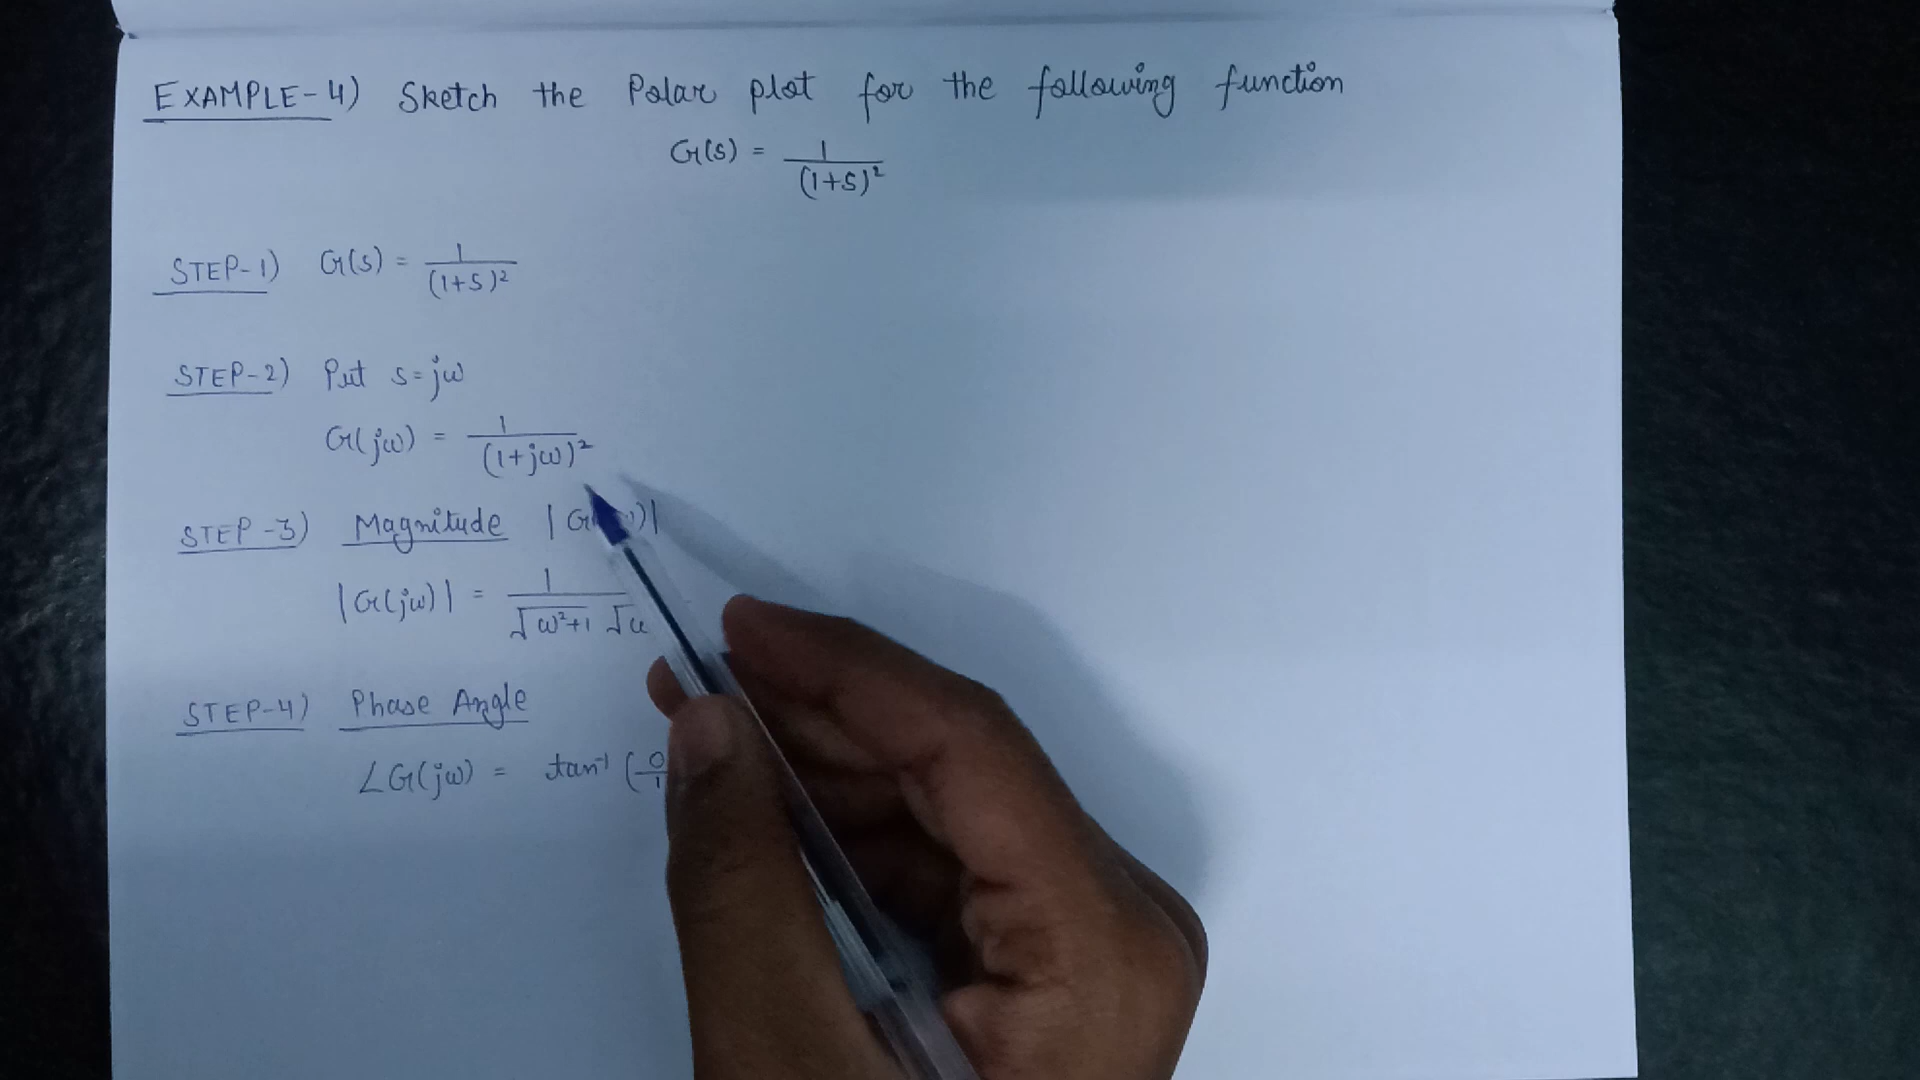 EXAMPLE-4) Sketch the Polar plot for the following function
G(s) = 1/(1+s)²
STEP-1) G(s) = 1/(1+s)²
STEP-2) Put s=jω
G(jω) = 1/(1+jω)²
STEP-3) Magnitude |G( )|
|G(jω)| = 1/√ω²+1 √
STEP-4) Phase Angle
∠G(jω) = tan⁻¹ (0/1